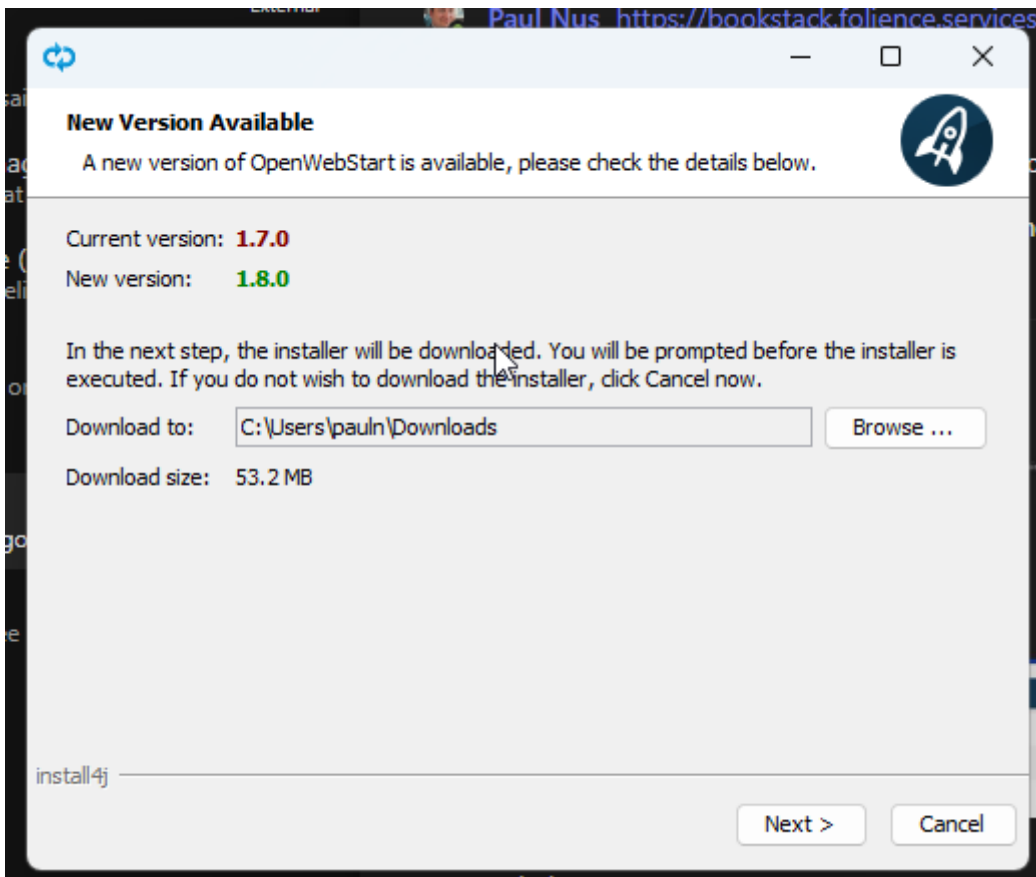 External
Paul Nus https://bookstack.folience.services
New Version Available
A new version of OpenWebStart is available, please check the details below.
Current version: 1.7.0
New version: 1.8.0
In the next step, the installer will be downloaded. You will be prompted before the installer is
executed. If you do not wish to download the installer, click Cancel now.
Download to: C:\Users\pauln\Downloads Browse ...
Download size: 53.2 MB
install4j
Next > Cancel